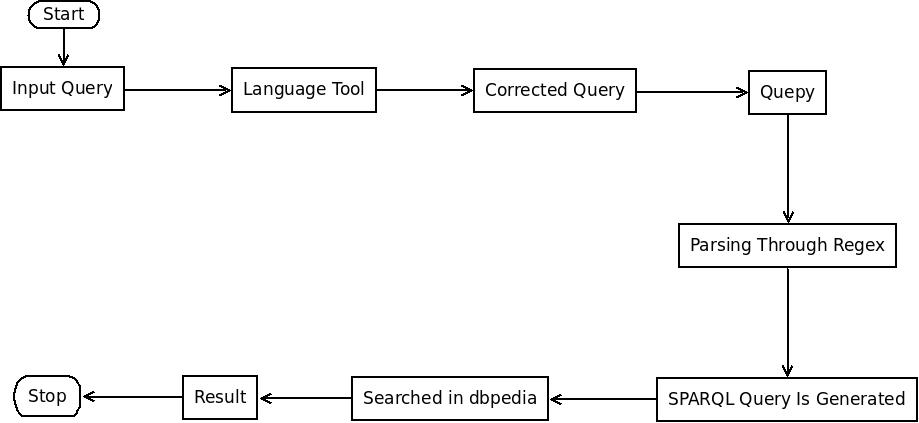 Start
Input Query
Language Tool
Corrected Query
Quepy
Parsing Through Regex
SPARQL Query Is Generated
Searched in dbpedia
Result
Stop